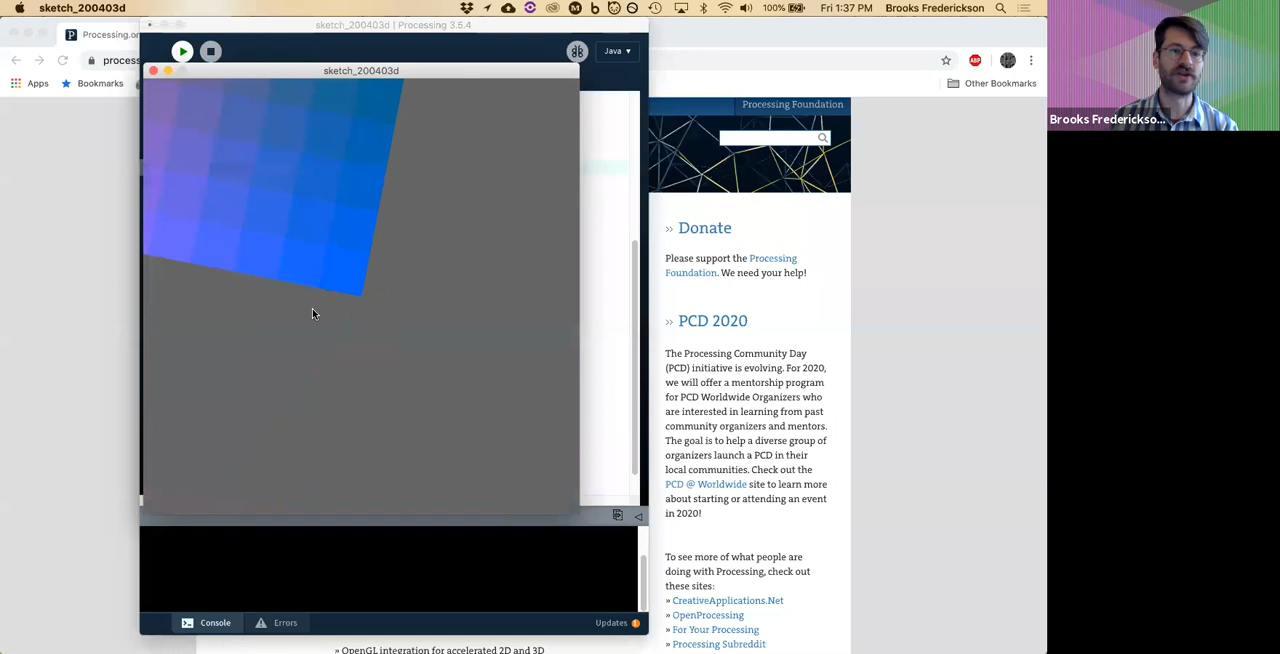 sketch_200403d
100%
Fri 1:37 PM
Brooks Frederickson
sketch_200403d | Processing 3.5.4
Processing.or
Java
proces
sketch_200403d
Apps
Bookmarks
Other Bookmarks
Processing Foundation
Brooks Frederickso...
» Donate
Please support the Processing
Foundation. We need your help!
» PCD 2020
The Processing Community Day
(PCD) initiative is evolving. For 2020,
we will offer a mentorship program
for PCD Worldwide Organizers who
are interested in learning from past
community organizers and mentors.
The goal is to help a diverse group of
organizers launch a PCD in their
local communities. Check out the
PCD @ Worldwide site to learn more
about starting or attending an event
in 2020!
To see more of what people are
doing with Processing, check out
these sites:
» CreativeApplications.Net
» OpenProcessing
» For Your Processing
» Processing Subreddit
Console
Errors
Updates 1
» OpenGL integration for accelerated 2D and 3D